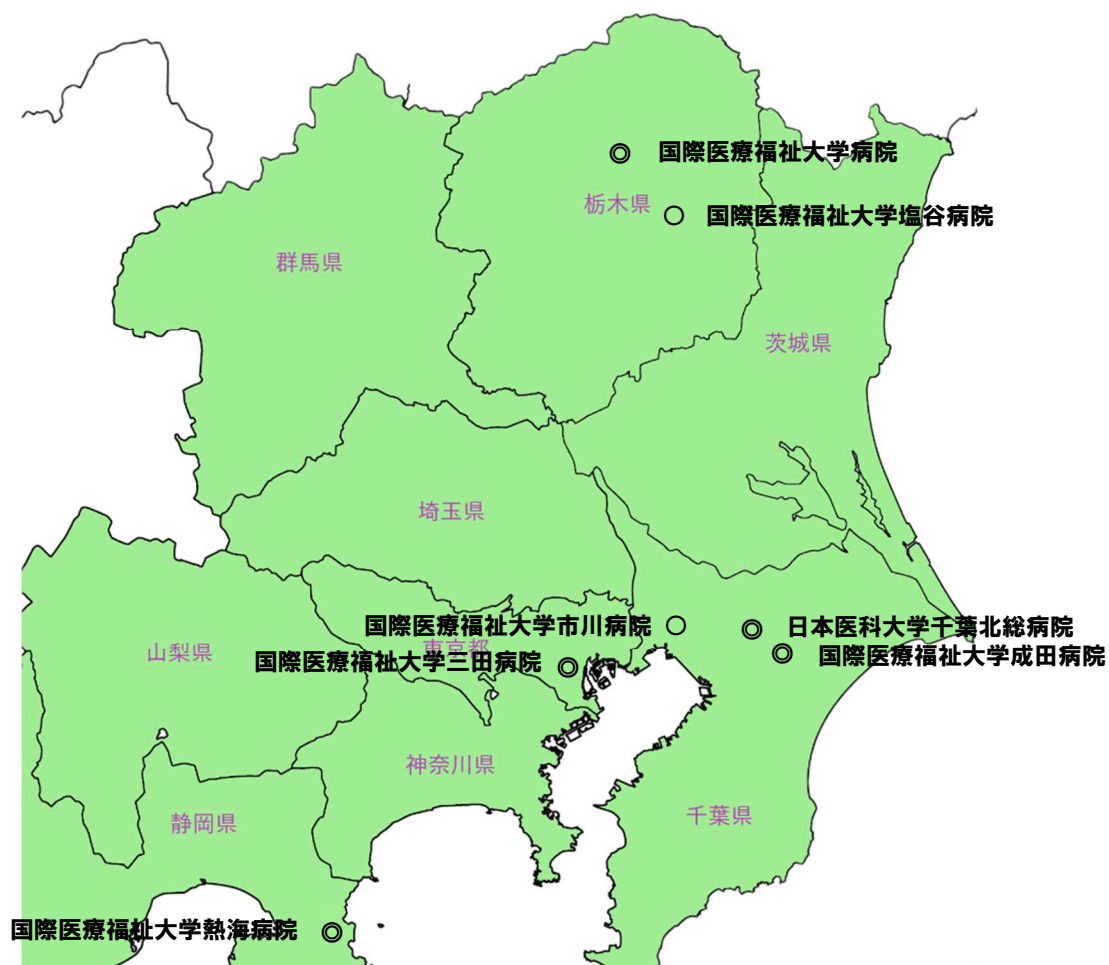 国際医療福祉大学病院
栃木県
国際医療福祉大学塩谷病院
群馬県
茨城県
埼玉県
国際医療福祉大学市川病院
日本医科大学千葉北総病院
東京都
山梨県
国際医療福祉大学三田病院
国際医療福祉大学成田病院
神奈川県
千葉県
静岡県
国際医療福祉大学熱海病院